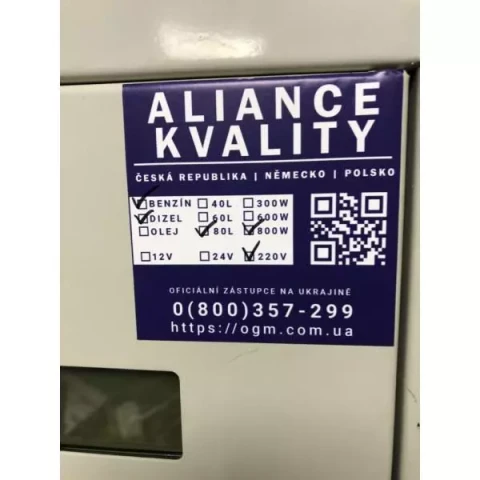 ALIANCE
KVALITY
ČESKÁ REPUBLIKA | NĚMECKO | POLSKO
BENZÍN 40L 300W
DIZEL 60L 600W
OLEJ 80L 800W
12V 24V 220V
OFICIÁLNÍ ZÁSTUPCE NA UKRAJINĚ
0(800)357-299
https://ogm.com.ua